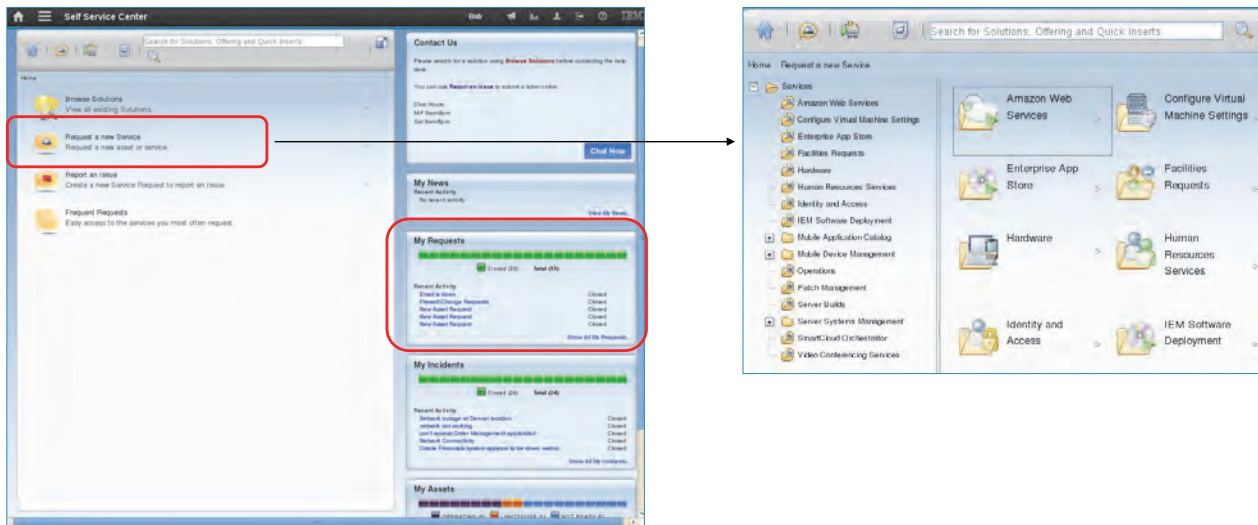 Self Service Center
Bob
IBM
Search for Solutions, Offering and Quick Inserts
Home
Browse Solutions
View all existing Solutions.
Request a new Service
Request a new asset or service.
Report an Issue
Create a new Service Request to report an issue.
Frequent Requests
Easy access to the services you most often request.
Contact Us
Please search for a solution using Browse Solutions before contacting the help
desk.
You can use Report an Issue to submit a ticket online.
Chat Hours:
Chat Now
My News
Recent Activity
No recent activity
View My News
My Requests
Closed (33) Total (33)
Recent Activity
Email is down Closed
Firewall Change Requests Closed
New Asset Request Closed
New Asset Request Closed
New Asset Request Closed
Show All My Requests
My Incidents
Closed (24) Total (24)
Recent Activity
Network outage at Denver location Closed
network not working Closed
can't access Order Management application Closed
Network Connectivity Closed
Oracle Financials system appears to be down Closed
Show All My Incidents
My Assets
Search for Solutions, Offering and Quick Inserts
Home Request a new Service
Services
Amazon Web Services
Configure Virtual Machine Settings
Enterprise App Store
Facilities Requests
Hardware
Human Resources Services
Identity and Access
IEM Software Deployment
Mobile Application Catalog
Mobile Device Management
Operations
Patch Management
Server Builds
Server Systems Management
SmartCloud Orchestrator
Video Conferencing Services
Amazon Web
Services
Configure Virtual
Machine Settings
Enterprise App
Store
Facilities
Requests
Hardware
Human
Resources
Services
Identity and
Access
IEM Software
Deployment